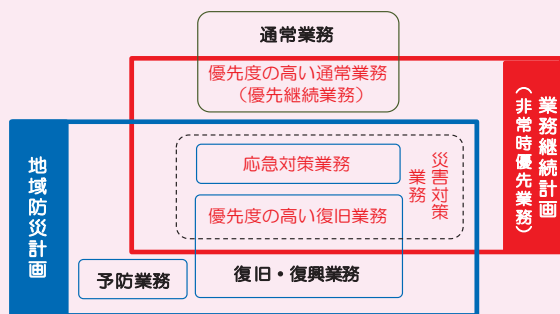 通常業務
優先度の高い通常業務
（優先継続業務）
業務継続計画
（非常時優先業務）
地域防災計画
応急対策業務
災害対策
業務
優先度の高い復旧業務
予防業務
復旧・復興業務